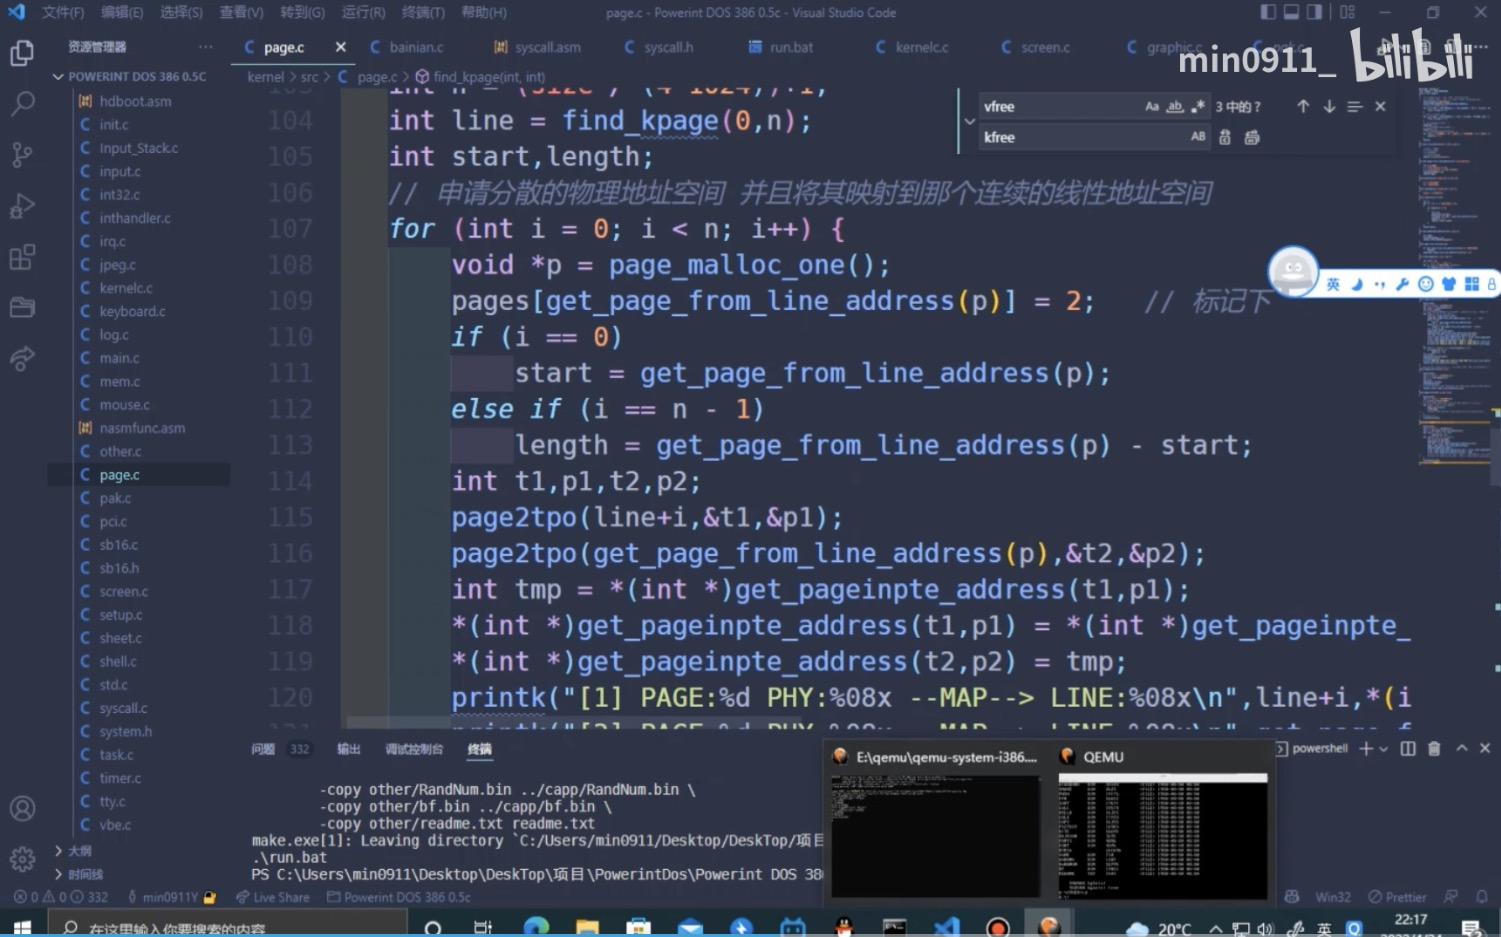 文件(F) 编辑(E) 选择(S) 查看(V) 转到(G) 运行(R) 终端(T) 帮助(H) page.c - Powerint DOS 386 0.5c - Visual Studio Code
资源管理器 ···
page.c bainian.c syscall.asm syscall.h run.bat kernelc.c screen.c graphic.c
min0911_ bilibili
POWERINT DOS 386 0.5C
kernel > src > C page.c > find_kpage(int, int)
hdboot.asm
init.c
Input_Stack.c
input.c
int32.c
inthandler.c
irq.c
jpeg.c
kernelc.c
keyboard.c
log.c
main.c
mem.c
mouse.c
nasmfunc.asm
other.c
page.c
pak.c
pci.c
sb16.c
sb16.h
screen.c
setup.c
sheet.c
shell.c
std.c
syscall.c
system.h
task.c
timer.c
tty.c
vbe.c
大纲
时间线
vfree Aa ab 3 中的 ?
kfree AB
104 int line = find_kpage(0,n);
105 int start,length;
106 // 申请分散的物理地址空间 并且将其映射到那个连续的线性地址空间
107 for (int i = 0; i < n; i++) {
108 void *p = page_malloc_one();
109 pages[get_page_from_line_address(p)] = 2; // 标记下
110 if (i == 0)
111 start = get_page_from_line_address(p);
112 else if (i == n - 1)
113 length = get_page_from_line_address(p) - start;
114 int t1,p1,t2,p2;
115 page2tpo(line+i,&t1,&p1);
116 page2tpo(get_page_from_line_address(p),&t2,&p2);
117 int tmp = *(int *)get_pageinpte_address(t1,p1);
118 *(int *)get_pageinpte_address(t1,p1) = *(int *)get_pageinpte_
119 *(int *)get_pageinpte_address(t2,p2) = tmp;
120 printk("[1] PAGE:%d PHY:%08x --MAP--> LINE:%08x\n",line+i,*(i
英
问题 332 输出 调试控制台 终端
powershell
-copy other/RandNum.bin ../capp/RandNum.bin \
-copy other/bf.bin ../capp/bf.bin \
-copy other/readme.txt readme.txt
make.exe[1]: Leaving directory `C:/Users/min0911/Desktop/DeskTop/项目
.\run.bat
PS C:\Users\min0911\Desktop\DeskTop\项目\PowerintDos\Powerint DOS 38
E:\qemu\qemu-system-i386....
QEMU
0 0 332 min0911Y Live Share Powerint DOS 386 0.5c Win32 Prettier
在这里输入你要搜索的内容
20°C 英 22:17